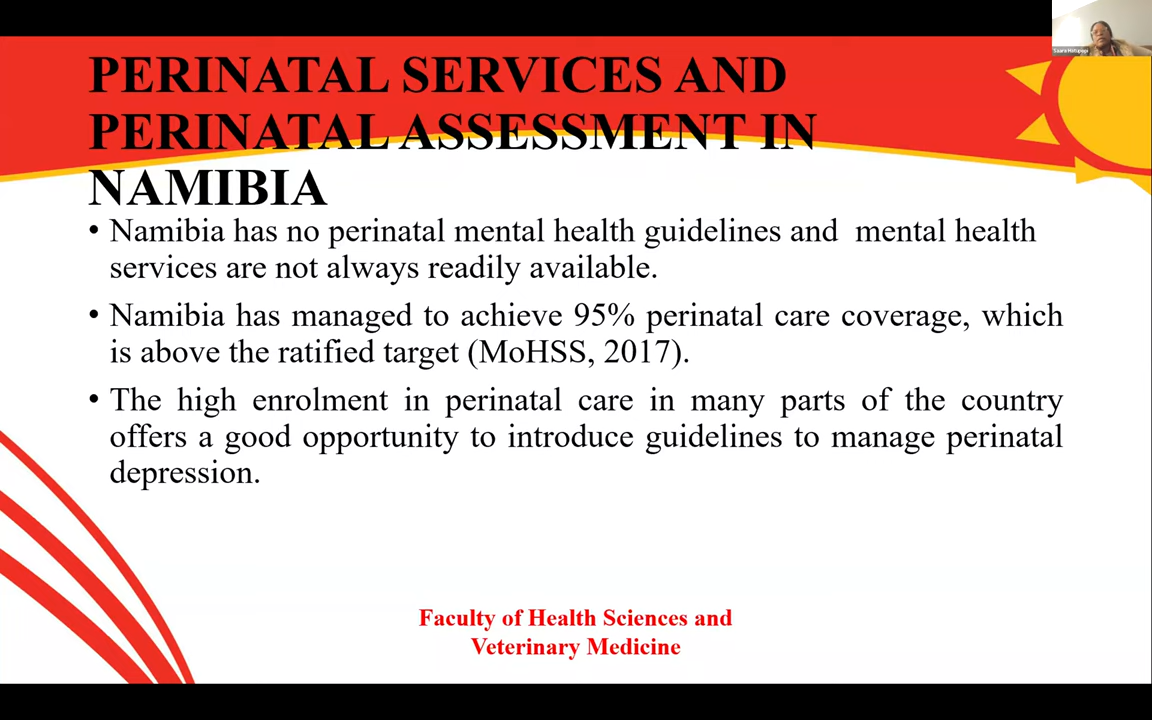 PERINATAL SERVICES AND
PERINATAL ASSESSMENT IN
NAMIBIA
• Namibia has no perinatal mental health guidelines and  mental health
services are not always readily available.
• Namibia has managed to achieve 95% perinatal care coverage, which
is above the ratified target (MoHSS, 2017).
• The high enrolment in perinatal care in many parts of the country
offers a good opportunity to introduce guidelines to manage perinatal
depression.
Faculty of Health Sciences and
Veterinary Medicine